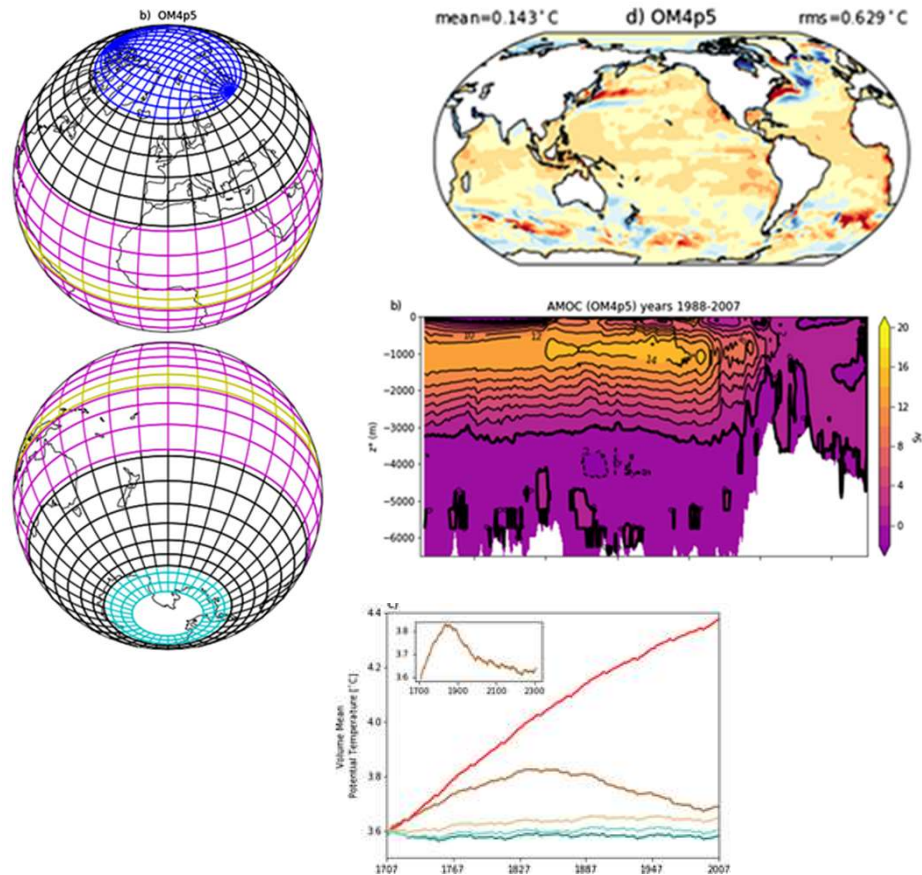 b) OM4p5
mean=0.143°C d) OM4p5 rms=0.629°C
b) AMOC (OM4p5) years 1988-2007
z* (m)
0
−1000
−2000
−3000
−4000
−5000
−6000
10
12
14
20
16
12
8
4
0
Sv
c)
Volume Mean
Potential Temperature [°C]
4.4
4.2
4.0
3.8
3.6
3.8
3.7
3.6
1700 1900 2100 2300
1707 1767 1827 1887 1947 2007